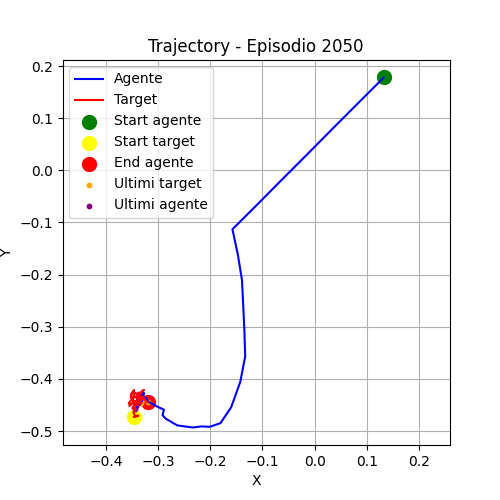 Trajectory - Episodio 2050
Agente
Target
Start agente
Start target
End agente
Ultimi target
Ultimi agente
0.2
0.1
0.0
−0.1
−0.2
−0.3
−0.4
−0.5
Y
−0.4
−0.3
−0.2
−0.1
0.0
0.1
0.2
X